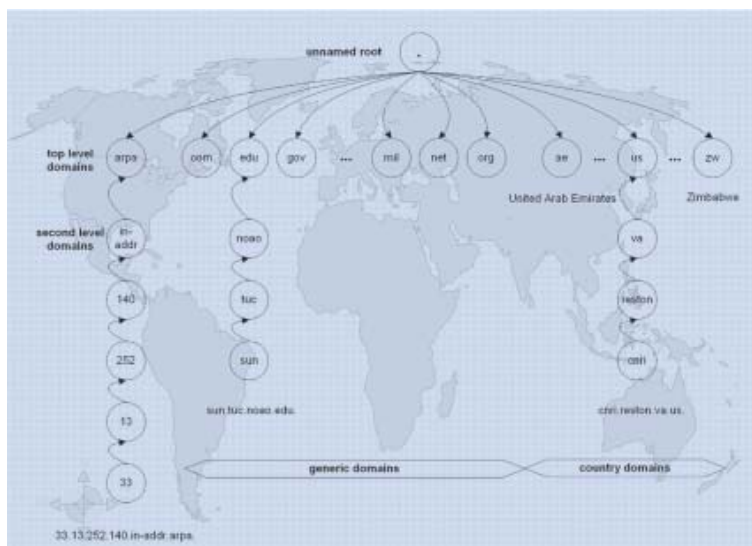 unnamed root
.
top level
domains
arpa com edu gov ... mil net org ae ... us ... zw
United Arab Emirates
Zimbabwe
second level
domains
in-
addr
noao
va
140
tuc
reston
252
sun
cnri
sun.tuc.noao.edu.
cnri.reston.va.us.
13
generic domains
country domains
33
33.13.252.140.in-addr.arpa.